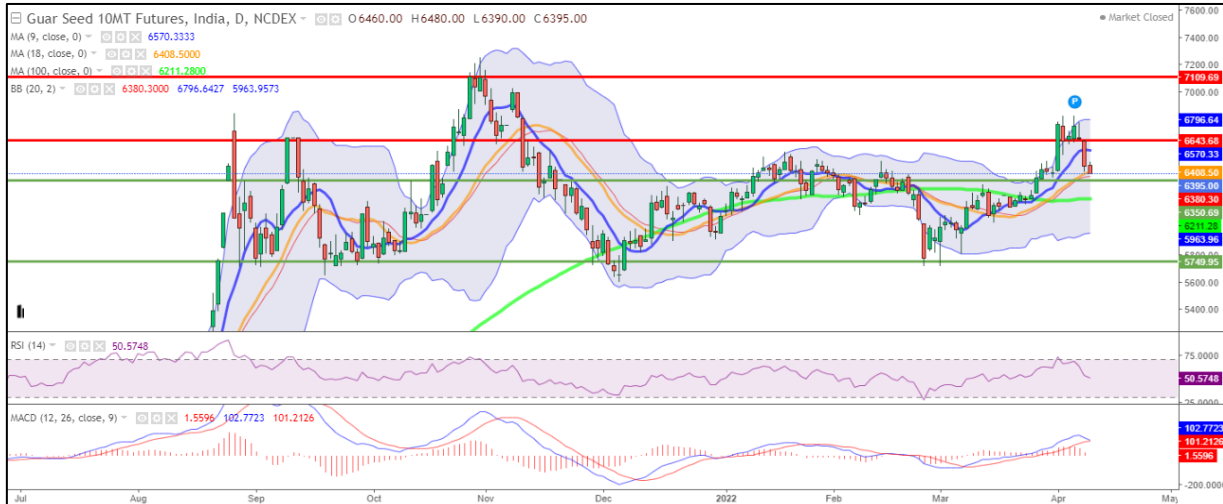 Guar Seed 10MT Futures, India, D, NCDEX O6460.00 H6480.00 L6390.00 C6395.00
Market Closed
MA (9, close, 0) 6570.3333
MA (18, close, 0) 6408.5000
MA (100, close, 0) 6211.2800
BB (20, 2) 6380.3000 6796.6427 5963.9573
P
7600.00
7400.00
7200.00
7109.69
7000.00
6796.64
6643.68
6570.33
6408.50
6395.00
6380.30
6350.69
6211.28
5963.96
5800.00
5749.95
5600.00
5400.00
RSI (14) 50.5748
75.0000
50.5748
25.0000
MACD (12, 26, close, 9) 1.5596 102.7723 101.2126
102.7723
101.2126
1.5596
-200.0000
Jul Aug Sep Oct Nov Dec 2022 Feb Mar Apr May